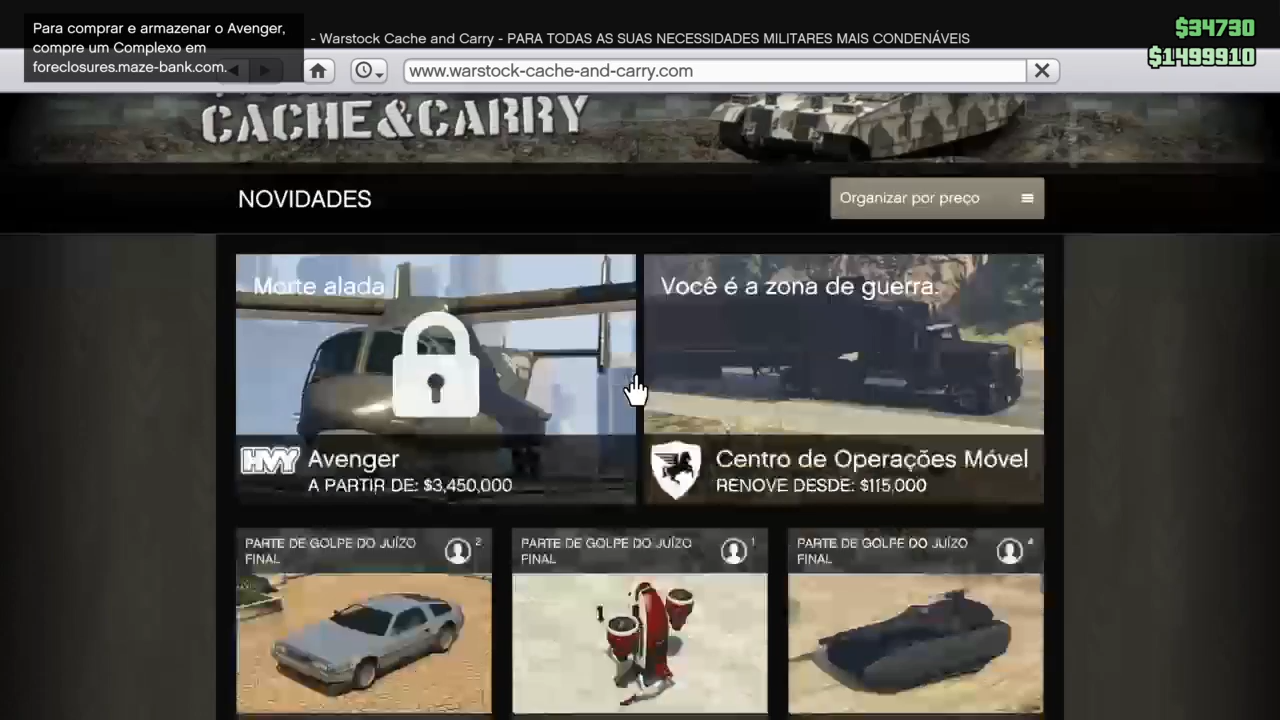 Para comprar e armazenar o Avenger,
compre um Complexo em
foreclosures.maze-bank.com.
- Warstock Cache and Carry - PARA TODAS AS SUAS NECESSIDADES MILITARES MAIS CONDENÁVEIS
$34730
$1499910
www.warstock-cache-and-carry.com
CACHE&CARRY
NOVIDADES
Organizar por preço
Morte alada
Você é a zona de guerra.
HVY
Avenger
A PARTIR DE: $3,450,000
Centro de Operações Móvel
RENOVE DESDE: $115,000
PARTE DE GOLPE DO JUÍZO
FINAL
2
PARTE DE GOLPE DO JUÍZO
FINAL
1
PARTE DE GOLPE DO JUÍZO
FINAL
4